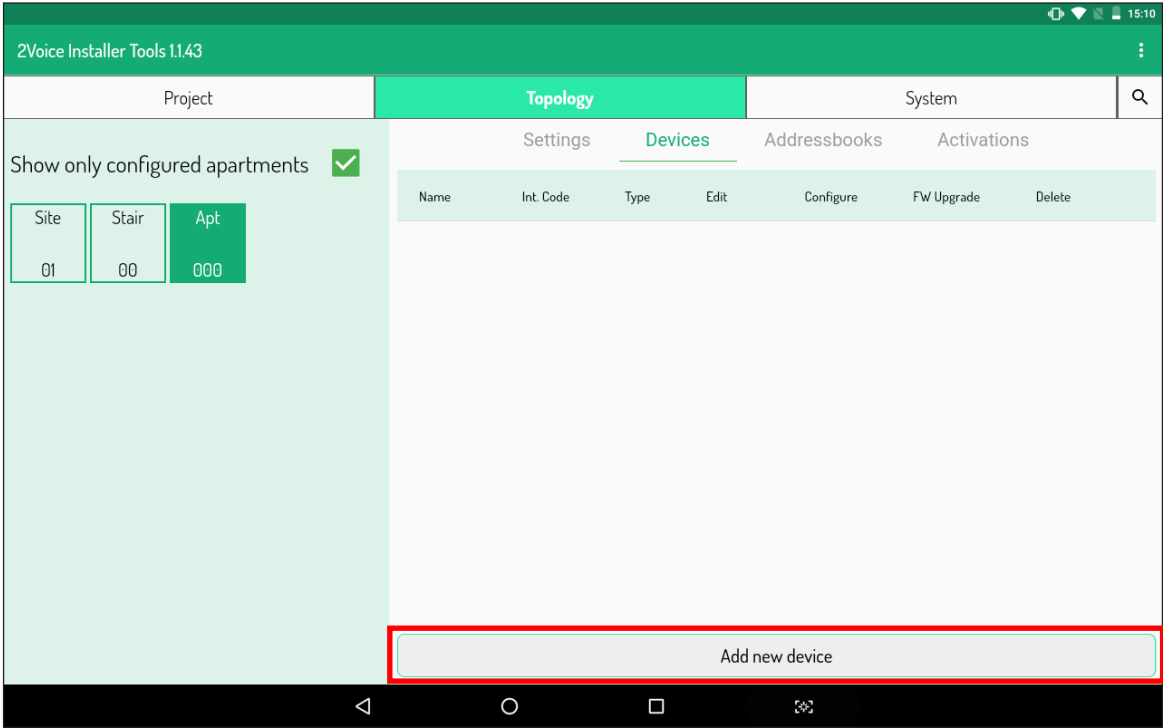 15:10
2Voice Installer Tools 1.1.43
Project Topology System
Settings Devices Addressbooks Activations
Show only configured apartments
Name Int. Code Type Edit Configure FW Upgrade Delete
Site Stair Apt
01 00 000
Add new device